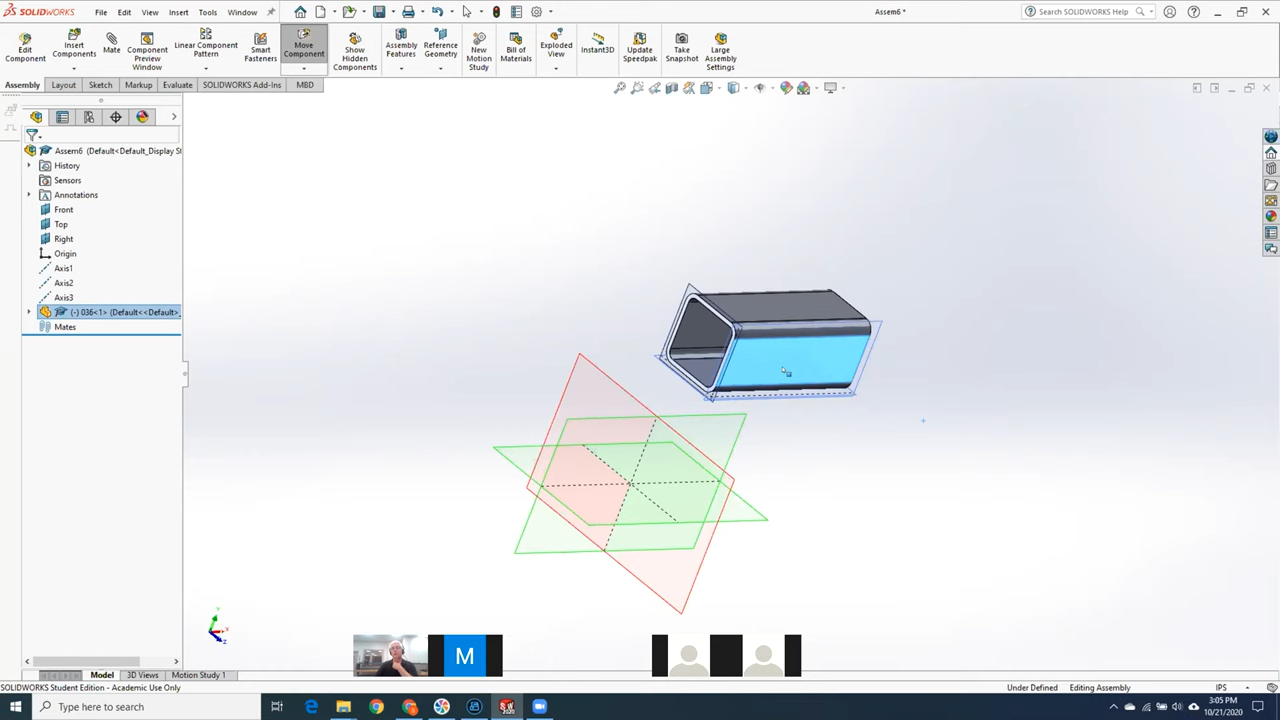 SOLIDWORKS
File Edit View Insert Tools Window
Assem6 *
Search SOLIDWORKS Help
Edit Component
Insert Components
Mate
Component Preview Window
Linear Component Pattern
Smart Fasteners
Move Component
Show Hidden Components
Assembly Features
Reference Geometry
New Motion Study
Bill of Materials
Exploded View
Instant3D
Update Speedpak
Take Snapshot
Large Assembly Settings
Assembly Layout Sketch Markup Evaluate SOLIDWORKS Add-Ins MBD
Assem6 (Default<Default_Display St
History
Sensors
Annotations
Front
Top
Right
Origin
Axis1
Axis2
Axis3
(-) 036<1> (Default<<Default>_
Mates
M
Model 3D Views Motion Study 1
SOLIDWORKS Student Edition - Academic Use Only
Under Defined Editing Assembly IPS
Type here to search
3:05 PM
10/21/2020